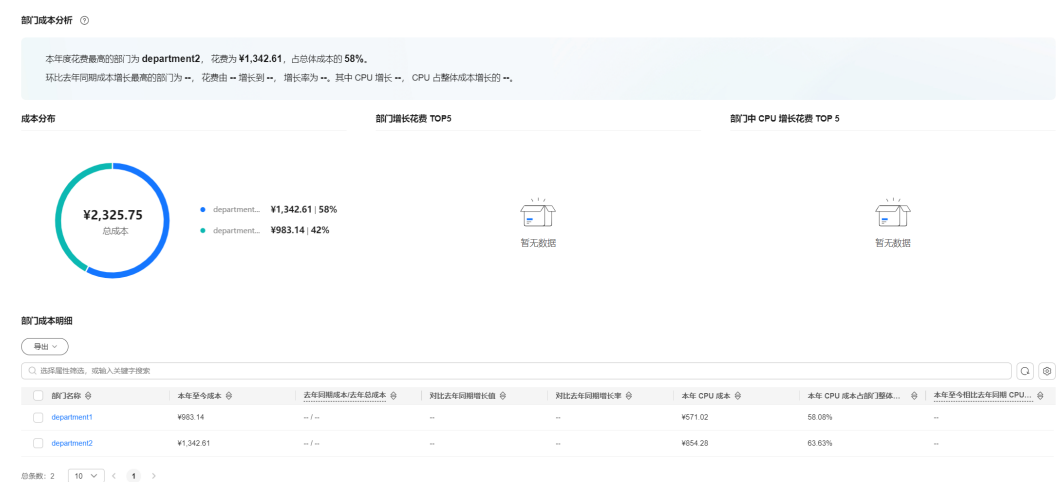 部门成本分析
本年度花费最高的部门为 department2， 花费为 ¥1,342.61， 占总体成本的 58%。
环比去年同期成本增长最高的部门为 --， 花费由 -- 增长到 --， 增长率为 --。其中 CPU 增长 --， CPU 占整体成本增长的 --。
成本分布
部门增长花费 TOP5
部门中 CPU 增长花费 TOP 5
¥2,325.75
总成本
department... ¥1,342.61 | 58%
department... ¥983.14 | 42%
暂无数据
暂无数据
部门成本明细
导出
选择属性筛选，或输入关键字搜索
部门名称 本年至今成本 去年同期成本/去年总成本 对比去年同期增长值 对比去年同期增长率 本年 CPU 成本 本年 CPU 成本占部门整体... 本年至今相比去年同期 CPU...
department1 ¥983.14 -- / -- -- -- ¥571.02 58.08% --
department2 ¥1,342.61 -- / -- -- -- ¥854.28 63.63% --
总条数： 2 10 < 1 >